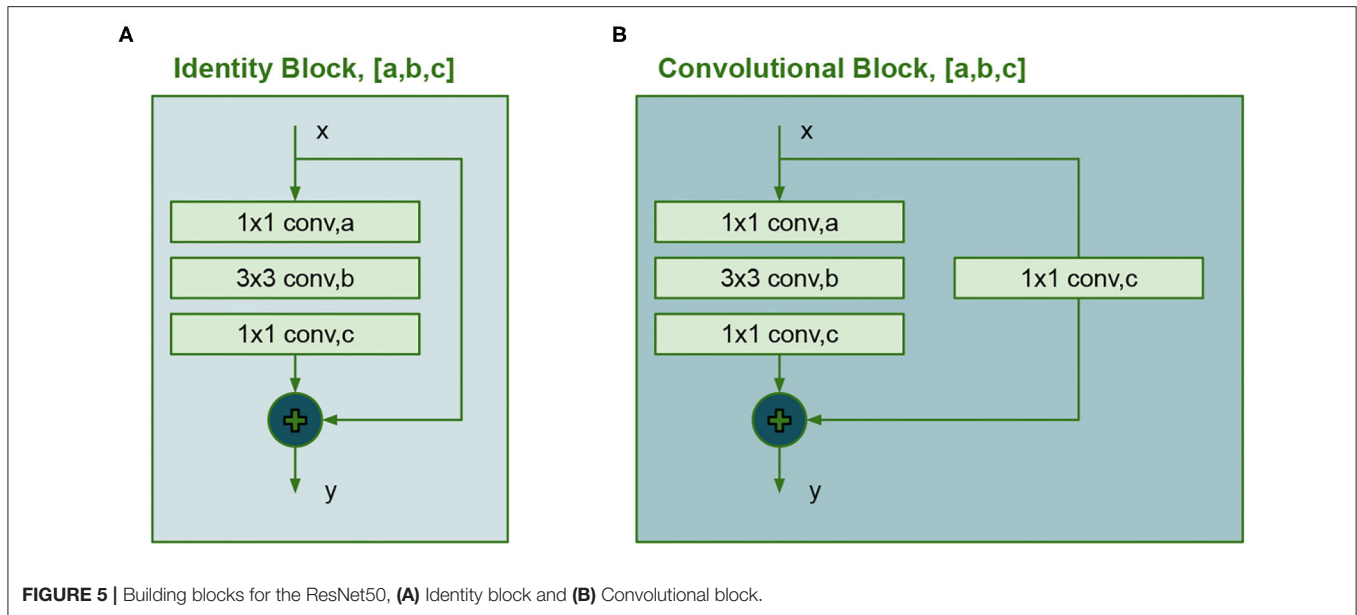 A
Identity Block, [a,b,c]
x
1x1 conv,a
3x3 conv,b
1x1 conv,c
y
B
Convolutional Block, [a,b,c]
x
1x1 conv,a
3x3 conv,b
1x1 conv,c
1x1 conv,c
y
FIGURE 5 | Building blocks for the ResNet50, (A) Identity block and (B) Convolutional block.